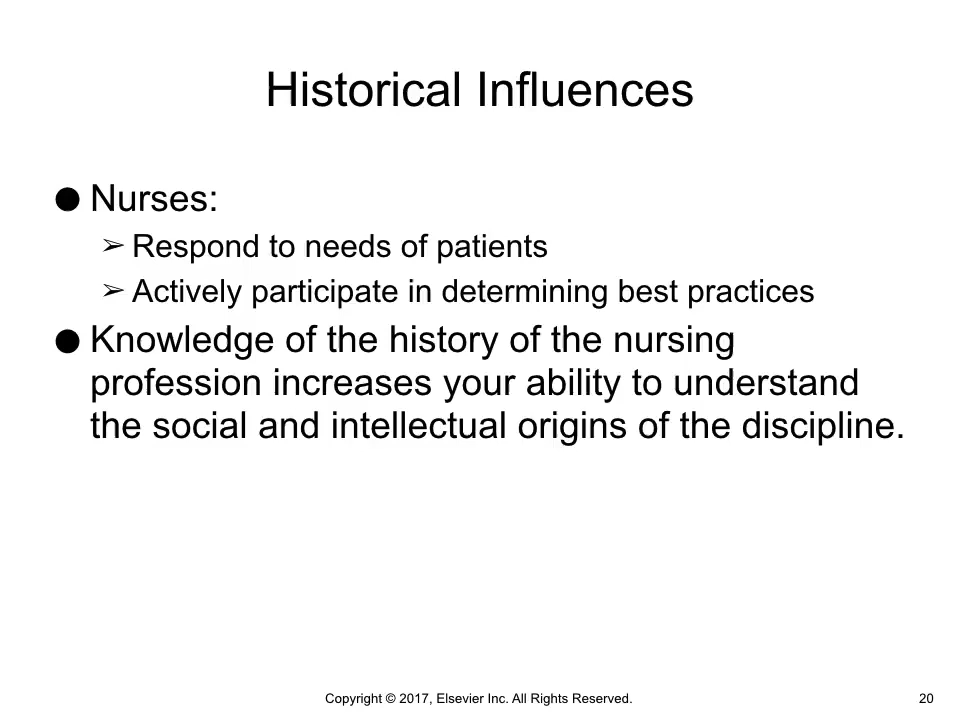 Historical Influences
● Nurses:
➢ Respond to needs of patients
➢ Actively participate in determining best practices
● Knowledge of the history of the nursing
profession increases your ability to understand
the social and intellectual origins of the discipline.
Copyright © 2017, Elsevier Inc. All Rights Reserved.
20